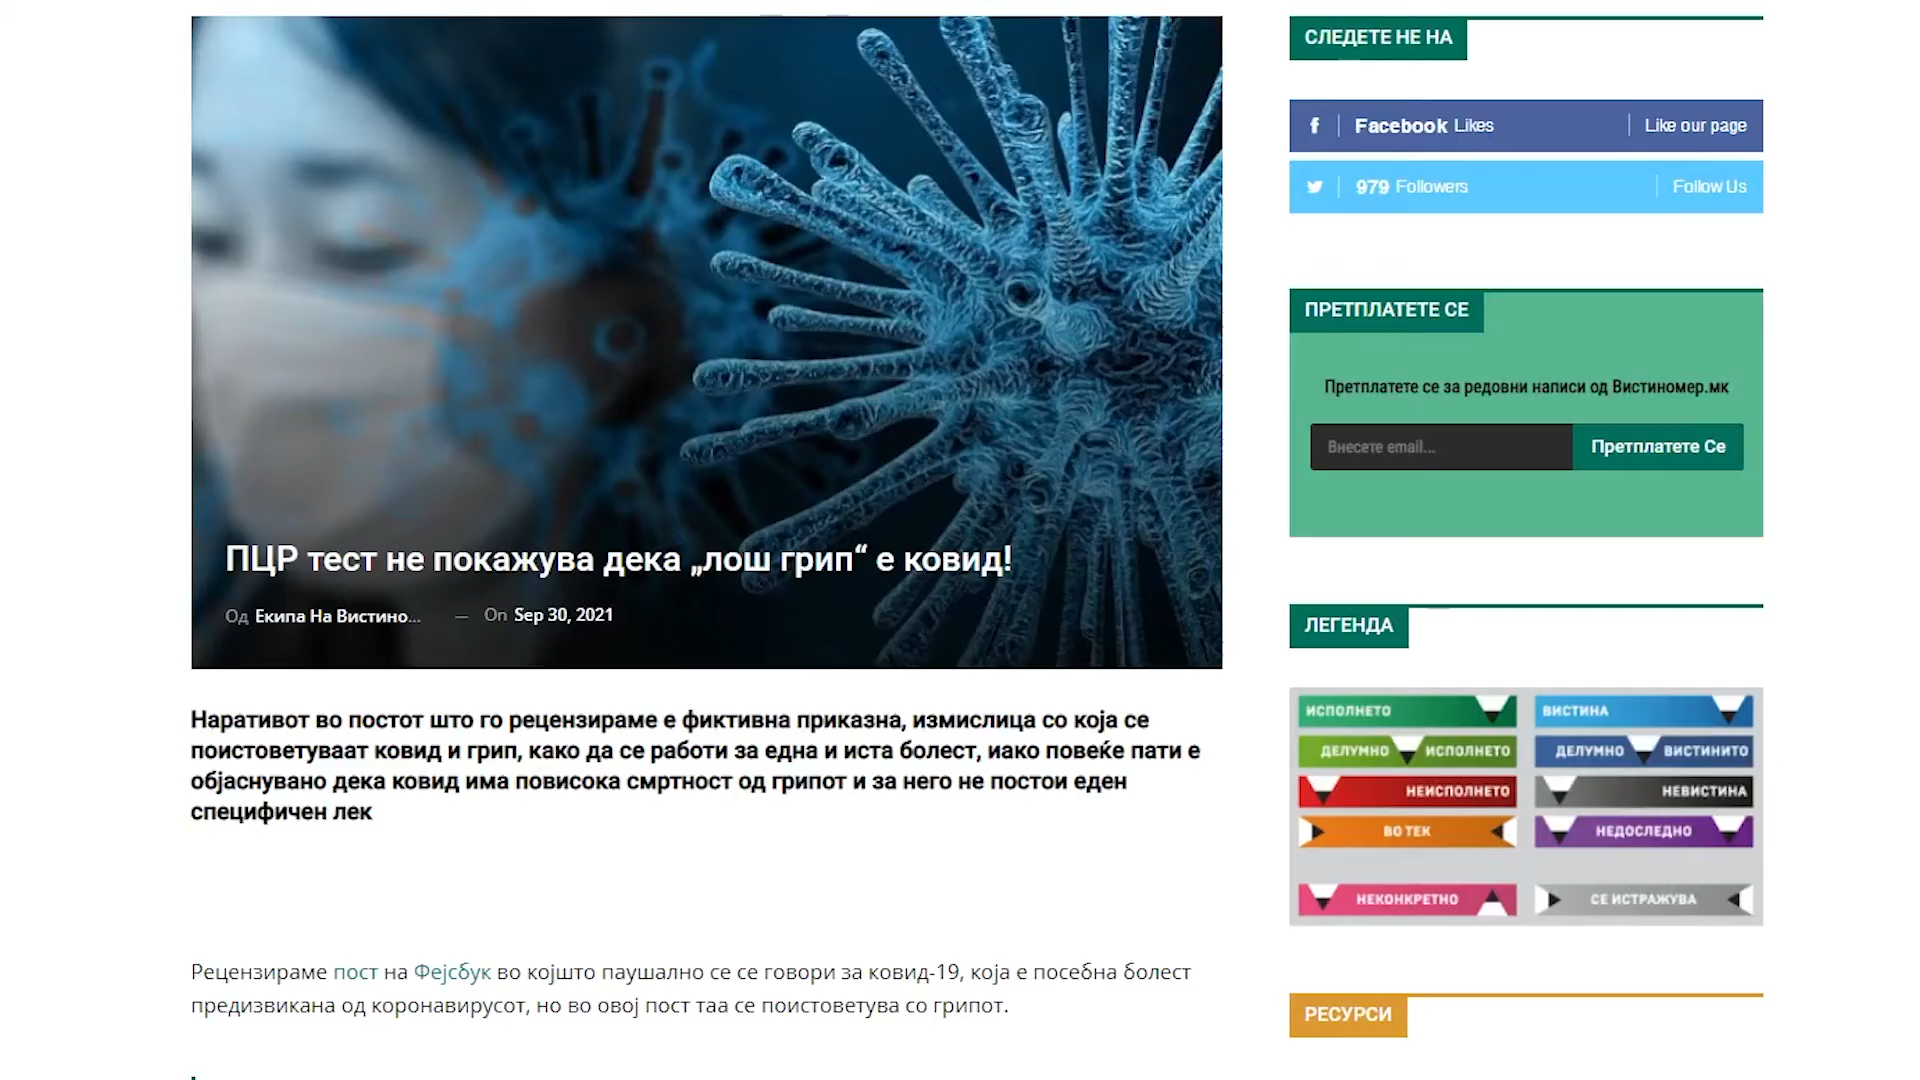 ПЦР тест не покажува дека „лош грип“ е ковид!
Од Екипа На Вистино... — On Sep 30, 2021
Наративот во постот што го рецензираме е фиктивна приказна, измислица со која се
поистоветуваат ковид и грип, како да се работи за една и иста болест, иако повеќе пати е
објаснувано дека ковид има повисока смртност од грипот и за него не постои еден
специфичен лек
Рецензираме пост на Фејсбук во којшто паушално се се говори за ковид-19, која е посебна болест
предизвикана од коронавирусот, но во овој пост таа се поистоветува со грипот.
СЛЕДЕТЕ НЕ НА
Facebook Likes Like our page
979 Followers Follow Us
ПРЕТПЛАТЕТЕ СЕ
Претплатете се за редовни написи од Вистиномер.мк
Внесете email... Претплатете Се
ЛЕГЕНДА
ИСПОЛНЕТО ВИСТИНА
ДЕЛУМНО ИСПОЛНЕТО ДЕЛУМНО ВИСТИНИТО
НЕИСПОЛНЕТО НЕВИСТИНА
ВО ТЕК НЕДОСЛЕДНО
НЕКОНКРЕТНО СЕ ИСТРАЖУВА
РЕСУРСИ